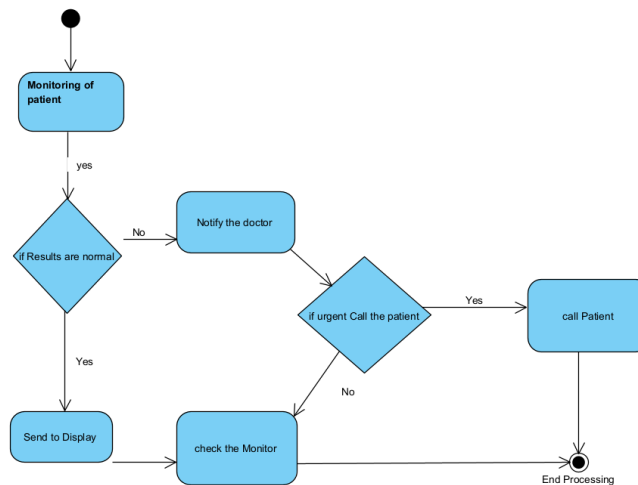 Monitoring of
patient
yes
if Results are normal
No
Notify the doctor
if urgent Call the patient
Yes
call Patient
Yes
No
Send to Display
check the Monitor
End Processing